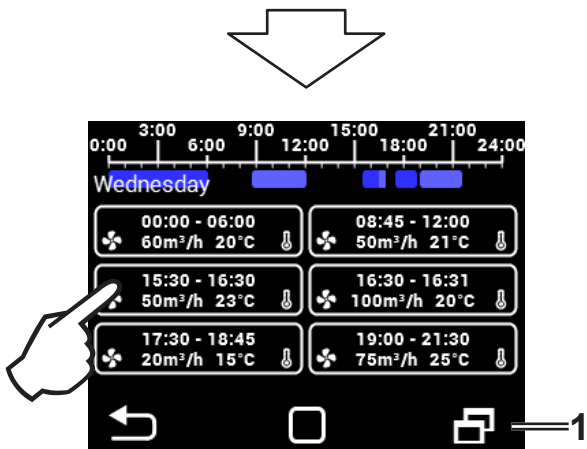 3:00 9:00 15:00 21:00
0:00 6:00 12:00 18:00 24:00
Wednesday
00:00 - 06:00
60m³/h 20°C
08:45 - 12:00
50m³/h 21°C
15:30 - 16:30
50m³/h 23°C
16:30 - 16:31
100m³/h 20°C
17:30 - 18:45
20m³/h 15°C
19:00 - 21:30
75m³/h 25°C
1